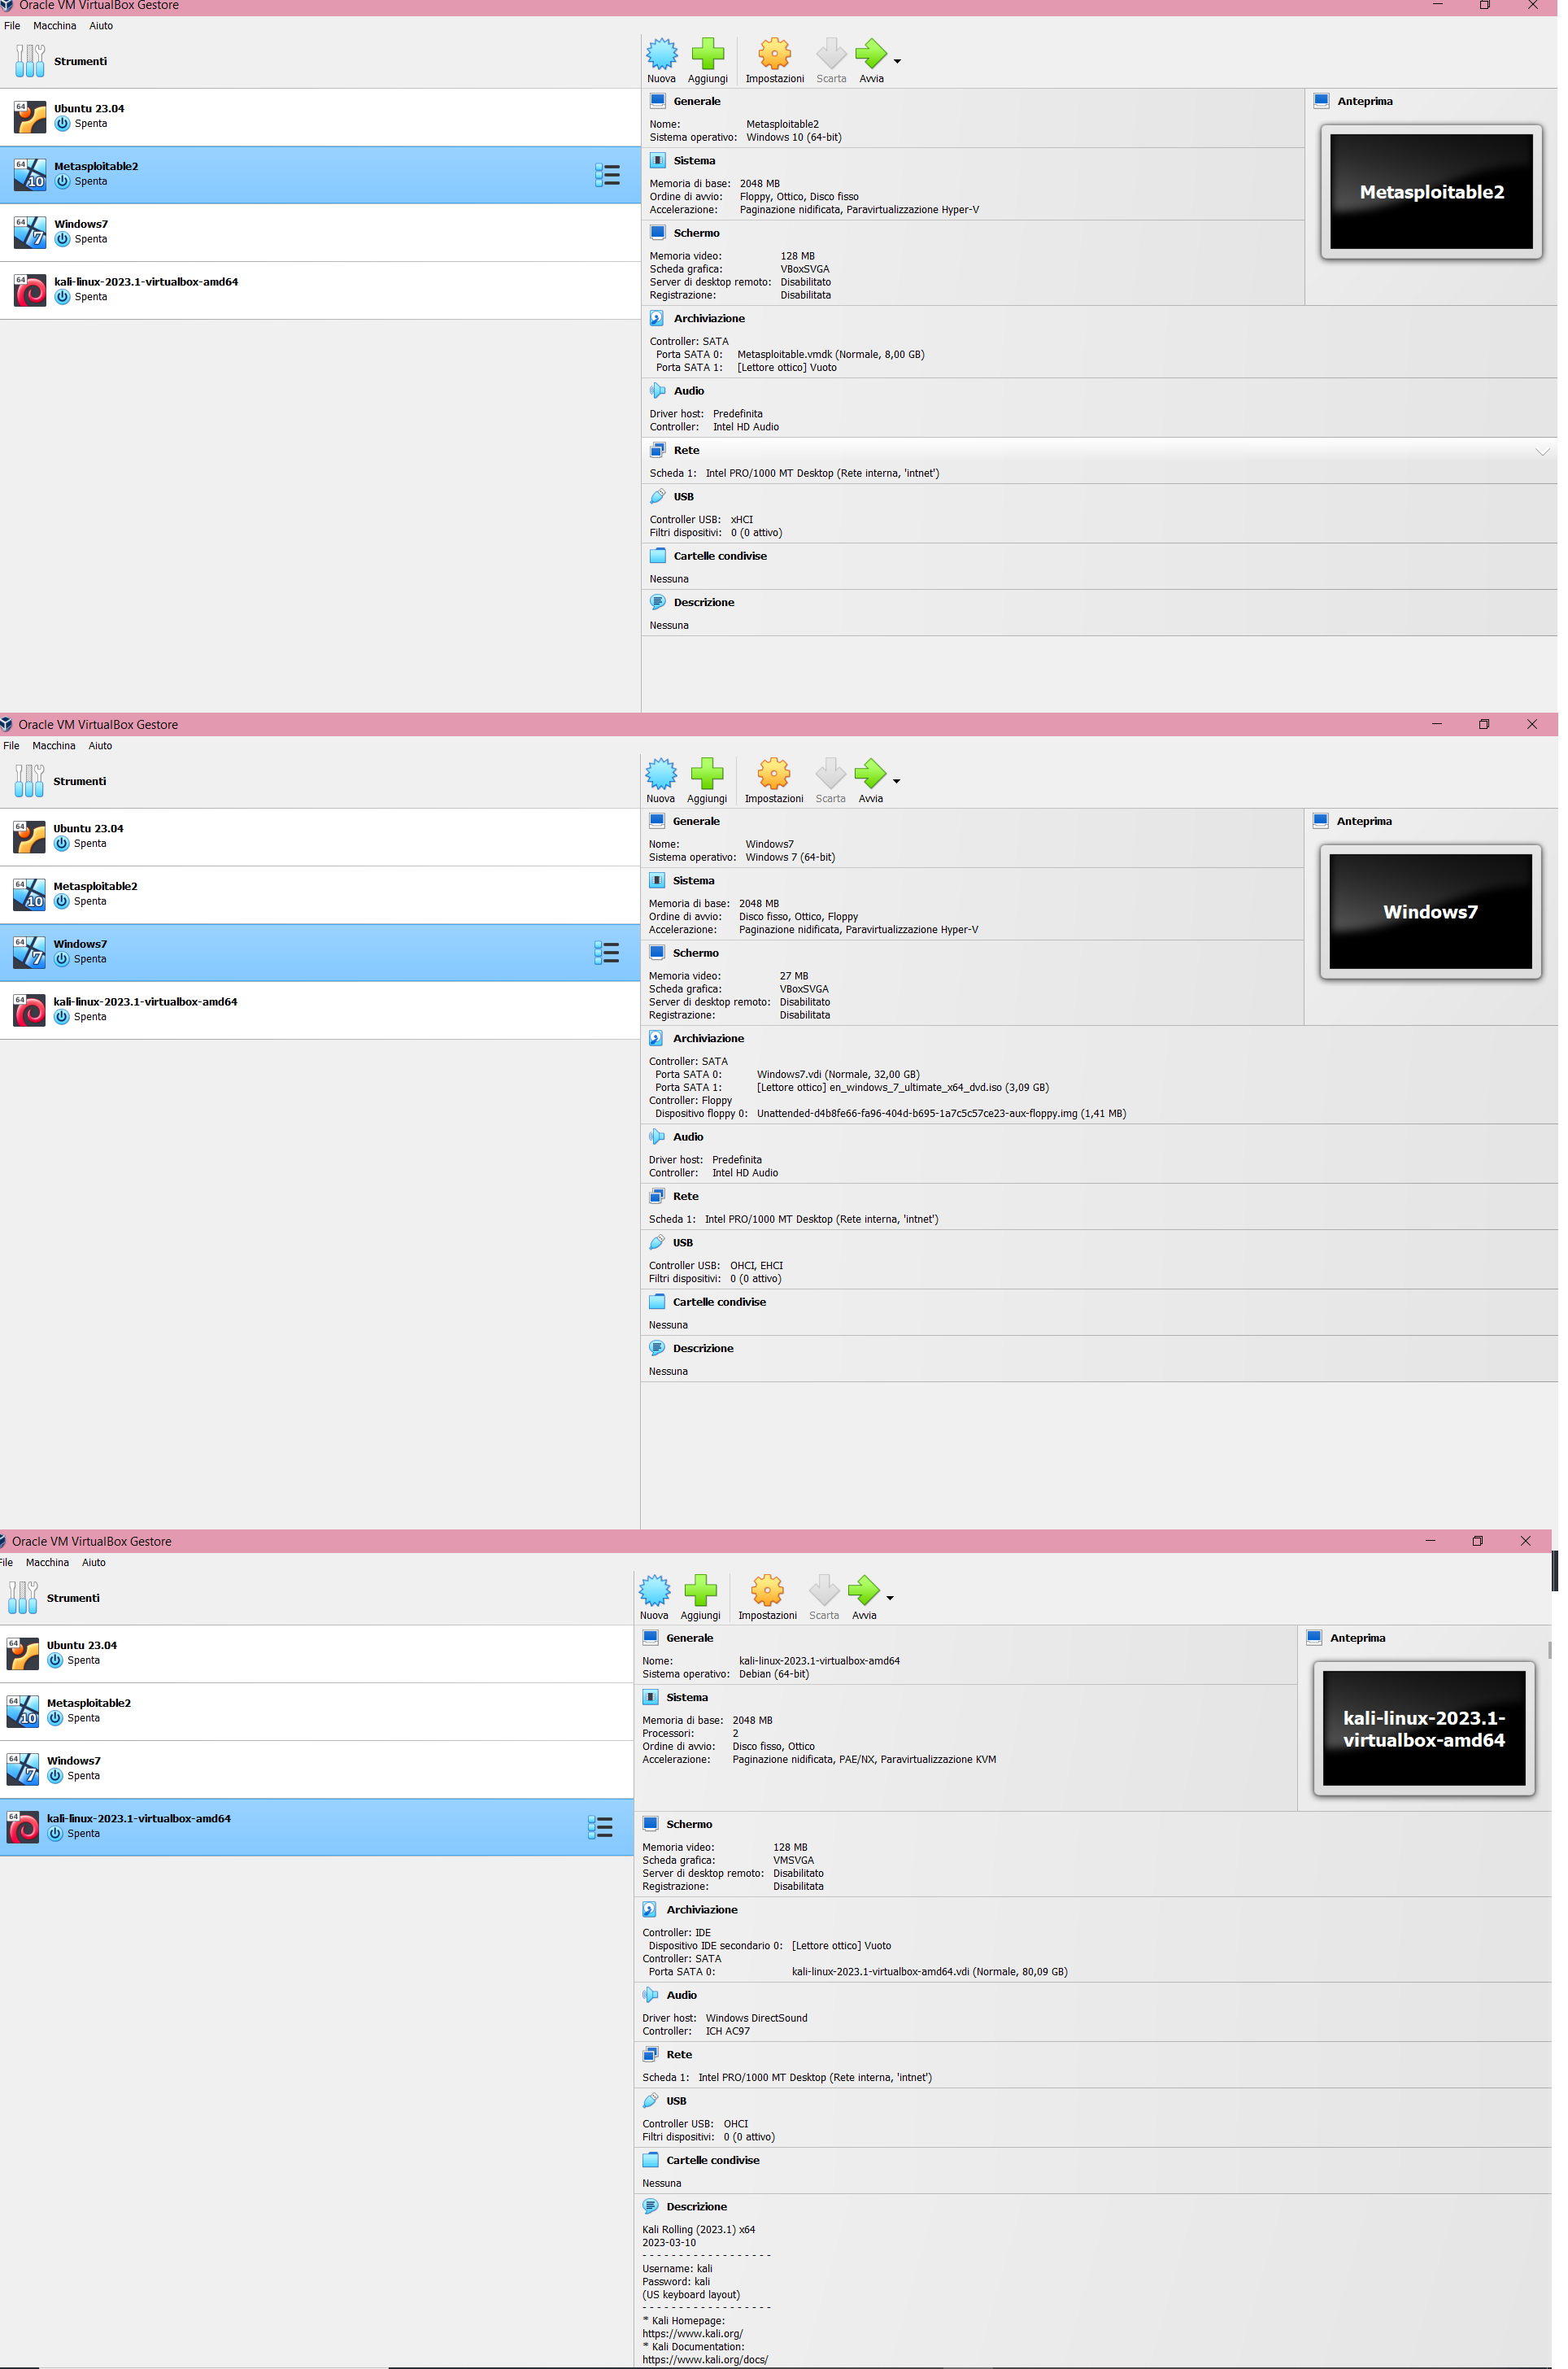 Oracle VM VirtualBox Gestore
File Macchina Aiuto
Strumenti
Nuova Aggiungi Impostazioni Scarta Avvia
64 Ubuntu 23.04
Spenta
64 10 Metasploitable2
Spenta
64 7 Windows7
Spenta
64 kali-linux-2023.1-virtualbox-amd64
Spenta
Generale
Nome: Metasploitable2
Sistema operativo: Windows 10 (64-bit)
Sistema
Memoria di base: 2048 MB
Ordine di avvio: Floppy, Ottico, Disco fisso
Accelerazione: Paginazione nidificata, Paravirtualizzazione Hyper-V
Schermo
Memoria video: 128 MB
Scheda grafica: VBoxSVGA
Server di desktop remoto: Disabilitato
Registrazione: Disabilitata
Anteprima
Metasploitable2
Archiviazione
Controller: SATA
Porta SATA 0: Metasploitable.vmdk (Normale, 8,00 GB)
Porta SATA 1: [Lettore ottico] Vuoto
Audio
Driver host: Predefinita
Controller: Intel HD Audio
Rete
Scheda 1: Intel PRO/1000 MT Desktop (Rete interna, 'intnet')
USB
Controller USB: xHCI
Filtri dispositivi: 0 (0 attivo)
Cartelle condivise
Nessuna
Descrizione
Nessuna
Oracle VM VirtualBox Gestore
File Macchina Aiuto
Strumenti
Nuova Aggiungi Impostazioni Scarta Avvia
64 Ubuntu 23.04
Spenta
64 10 Metasploitable2
Spenta
64 7 Windows7
Spenta
64 kali-linux-2023.1-virtualbox-amd64
Spenta
Generale
Nome: Windows7
Sistema operativo: Windows 7 (64-bit)
Sistema
Memoria di base: 2048 MB
Ordine di avvio: Disco fisso, Ottico, Floppy
Accelerazione: Paginazione nidificata, Paravirtualizzazione Hyper-V
Schermo
Memoria video: 27 MB
Scheda grafica: VBoxSVGA
Server di desktop remoto: Disabilitato
Registrazione: Disabilitata
Anteprima
Windows7
Archiviazione
Controller: SATA
Porta SATA 0: Windows7.vdi (Normale, 32,00 GB)
Porta SATA 1: [Lettore ottico] en_windows_7_ultimate_x64_dvd.iso (3,09 GB)
Controller: Floppy
Dispositivo floppy 0: Unattended-d4b8fe66-fa96-404d-b695-1a7c5c57ce23-aux-floppy.img (1,41 MB)
Audio
Driver host: Predefinita
Controller: Intel HD Audio
Rete
Scheda 1: Intel PRO/1000 MT Desktop (Rete interna, 'intnet')
USB
Controller USB: OHCI, EHCI
Filtri dispositivi: 0 (0 attivo)
Cartelle condivise
Nessuna
Descrizione
Nessuna
Oracle VM VirtualBox Gestore
File Macchina Aiuto
Strumenti
Nuova Aggiungi Impostazioni Scarta Avvia
64 Ubuntu 23.04
Spenta
64 10 Metasploitable2
Spenta
64 7 Windows7
Spenta
64 kali-linux-2023.1-virtualbox-amd64
Spenta
Generale
Nome: kali-linux-2023.1-virtualbox-amd64
Sistema operativo: Debian (64-bit)
Sistema
Memoria di base: 2048 MB
Processori: 2
Ordine di avvio: Disco fisso, Ottico
Accelerazione: Paginazione nidificata, PAE/NX, Paravirtualizzazione KVM
Anteprima
kali-linux-2023.1-
virtualbox-amd64
Schermo
Memoria video: 128 MB
Scheda grafica: VMSVGA
Server di desktop remoto: Disabilitato
Registrazione: Disabilitata
Archiviazione
Controller: IDE
Dispositivo IDE secondario 0: [Lettore ottico] Vuoto
Controller: SATA
Porta SATA 0: kali-linux-2023.1-virtualbox-amd64.vdi (Normale, 80,09 GB)
Audio
Driver host: Windows DirectSound
Controller: ICH AC97
Rete
Scheda 1: Intel PRO/1000 MT Desktop (Rete interna, 'intnet')
USB
Controller USB: OHCI
Filtri dispositivi: 0 (0 attivo)
Cartelle condivise
Nessuna
Descrizione
Kali Rolling (2023.1) x64
2023-03-10
- - - - - - - - - - - - - - - - - -
Username: kali
Password: kali
(US keyboard layout)
- - - - - - - - - - - - - - - - - -
* Kali Homepage:
https://www.kali.org/
* Kali Documentation:
https://www.kali.org/docs/